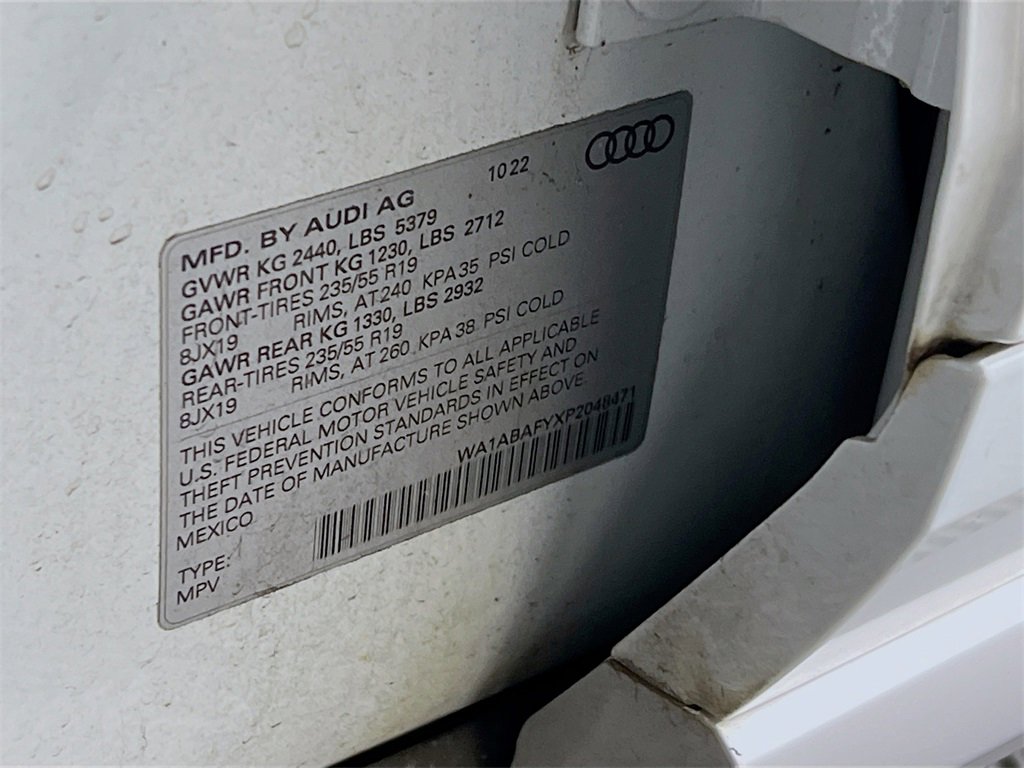 MFD. BY AUDI AG 10 22
GVWR KG 2440, LBS 5379
GAWR FRONT KG 1230, LBS 2712
FRONT-TIRES 235/55 R19
8JX19 RIMS, AT 240 KPA 35 PSI COLD
GAWR REAR KG 1330, LBS 2932
REAR-TIRES 235/55 R19
8JX19 RIMS, AT 260 KPA 38 PSI COLD
THIS VEHICLE CONFORMS TO ALL APPLICABLE
U.S. FEDERAL MOTOR VEHICLE SAFETY AND
THEFT PREVENTION STANDARDS IN EFFECT ON
THE DATE OF MANUFACTURE SHOWN ABOVE.
MEXICO WA1ABAFYXP2048471
TYPE:
MPV